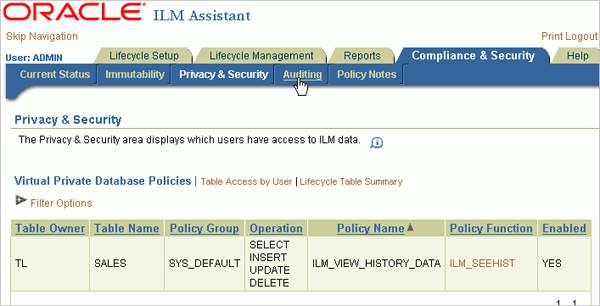 ORACLE ILM Assistant
Skip Navigation
Print Logout
User: ADMIN
Lifecycle Setup Lifecycle Management Reports Compliance & Security Help
Current Status Immutability Privacy & Security Auditing Policy Notes
Privacy & Security
The Privacy & Security area displays which users have access to ILM data.
Virtual Private Database Policies | Table Access by User | Lifecycle Table Summary
Filter Options
Table Owner Table Name Policy Group Operation Policy Name Policy Function Enabled
SELECT
INSERT
TL SALES SYS_DEFAULT UPDATE ILM_VIEW_HISTORY_DATA ILM_SEEHIST YES
DELETE
1 - 1